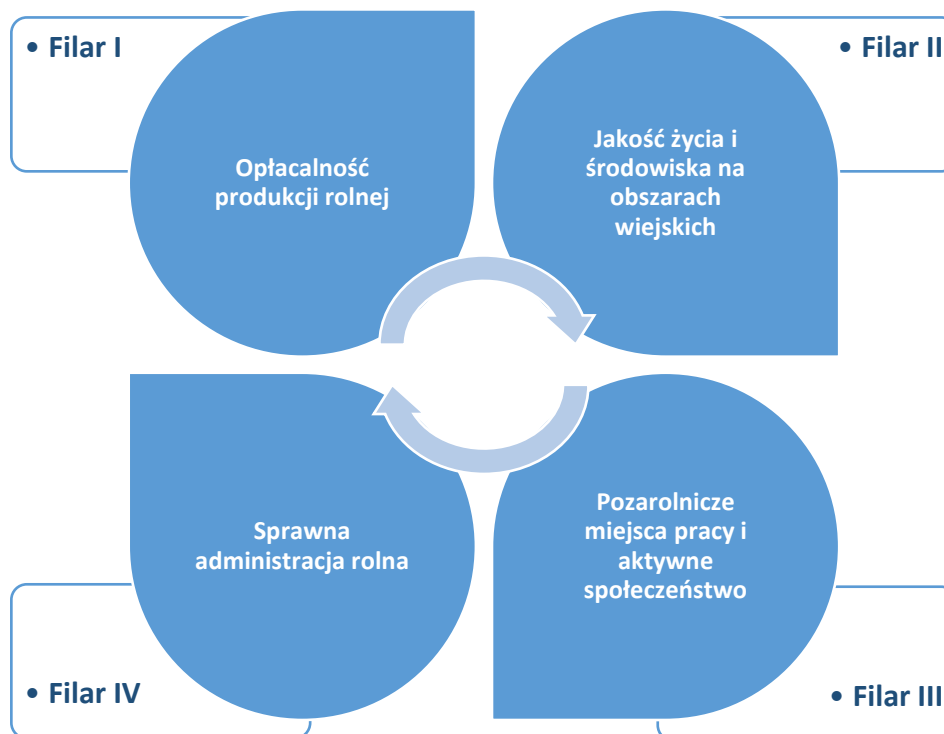 • Filar I
Opłacalność
produkcji rolnej
• Filar II
Jakość życia i
środowiska na
obszarach
wiejskich
Sprawna
administracja rolna
• Filar IV
Pozarolnicze
miejsca pracy i
aktywne
społeczeństwo
• Filar III